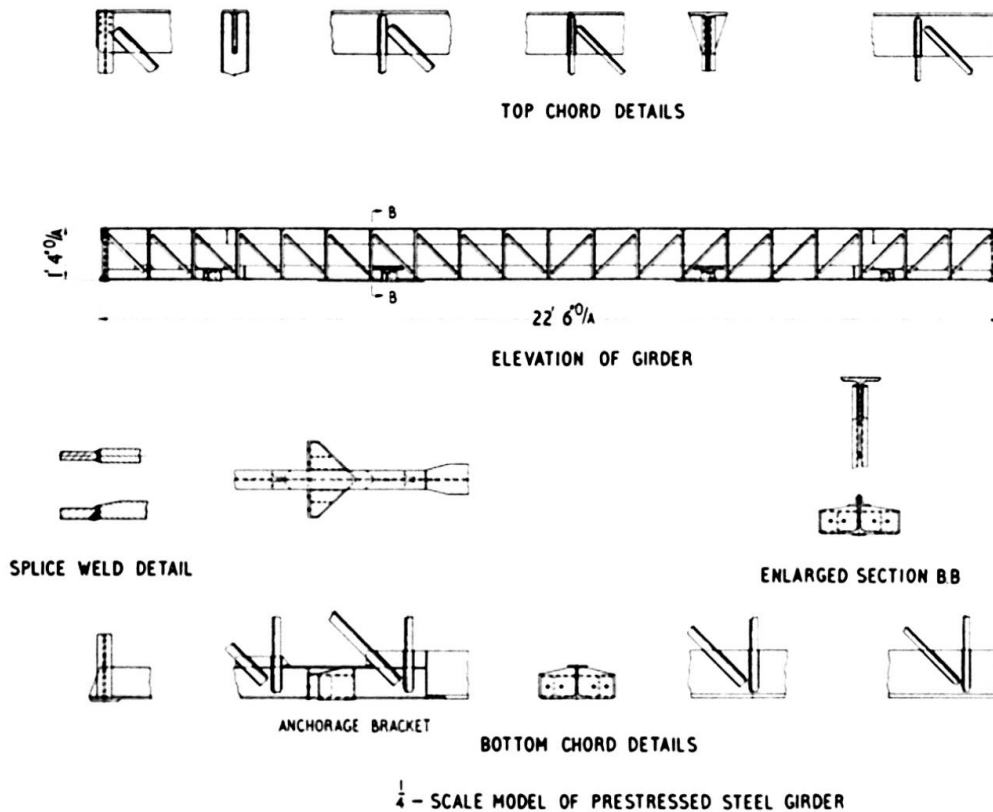 TOP CHORD DETAILS
B
1' 4" O/A
B
22' 6" O/A
ELEVATION OF GIRDER
SPLICE WELD DETAIL
ENLARGED SECTION B.B
ANCHORAGE BRACKET
BOTTOM CHORD DETAILS
1/4 - SCALE MODEL OF PRESTRESSED STEEL GIRDER